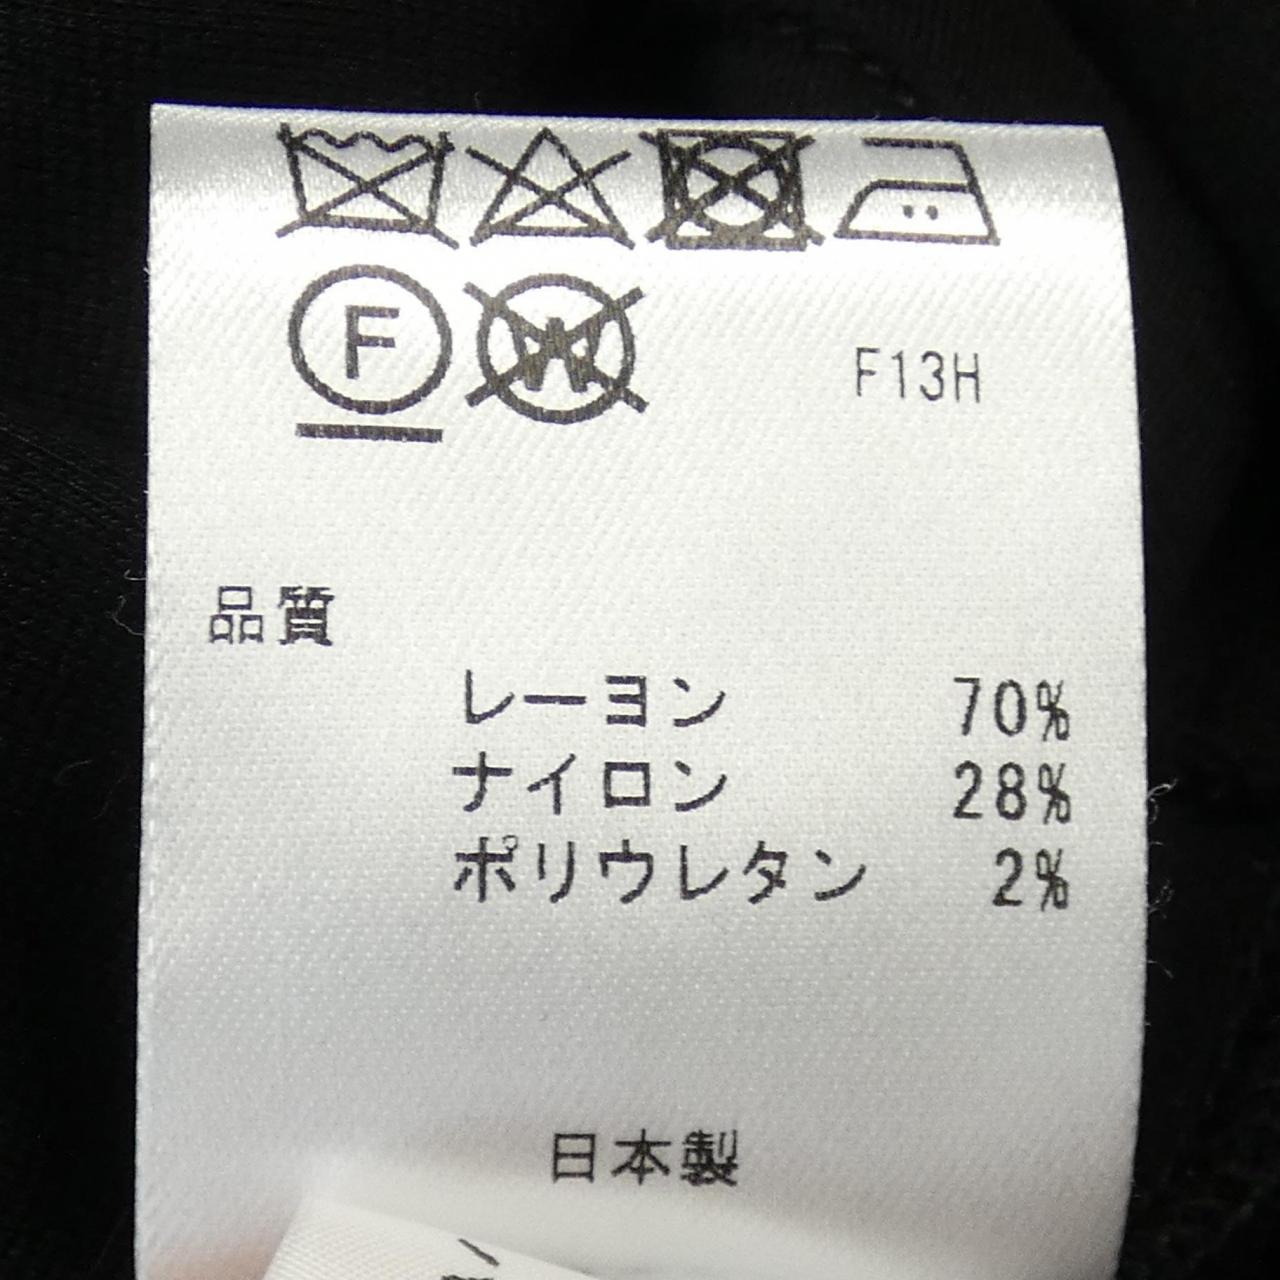 F W
F13H
品質
レーヨン 70%
ナイロン 28%
ポリウレタン 2%
日本製